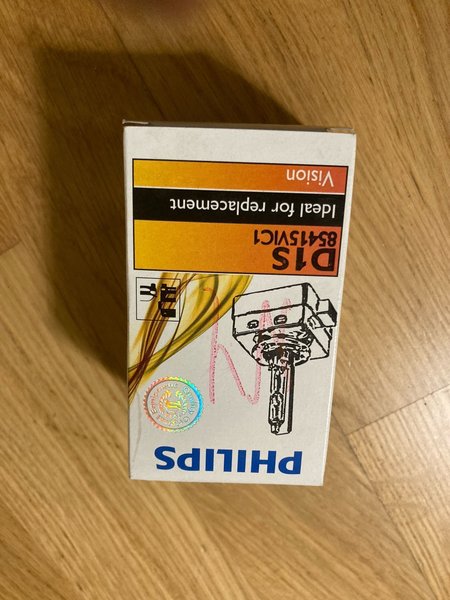 PHILIPS
D1S
85415VIC1
Ideal for replacement
Vision